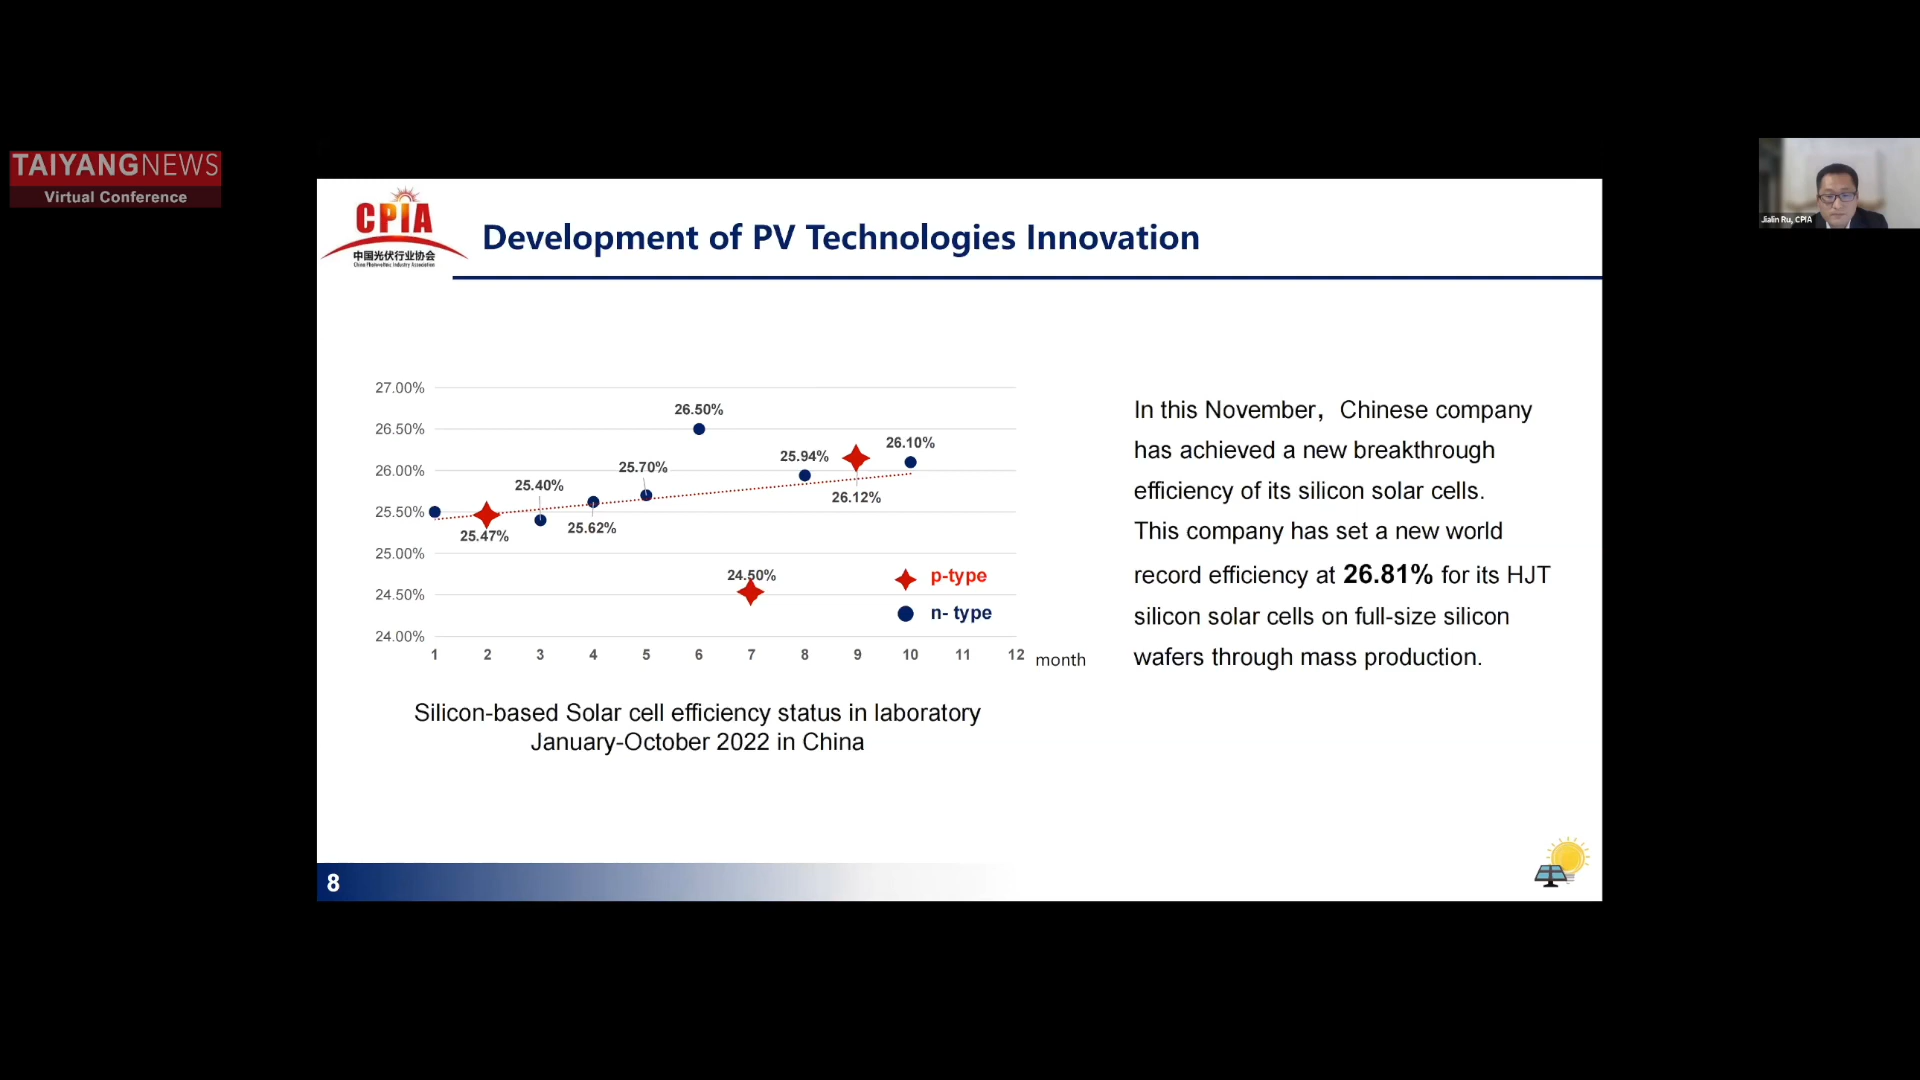 TAIYANGNEWS
Virtual Conference
Jialin Ru, CPIA
CPIA
中国光伏行业协会
China Photovoltaic Industry Association
Development of PV Technologies Innovation
27.00%
26.50%
26.00%
25.50%
25.00%
24.50%
24.00%
25.47%
25.40%
25.62%
25.70%
26.50%
24.50%
25.94%
26.12%
26.10%
p-type
n- type
1 2 3 4 5 6 7 8 9 10 11 12 month
Silicon-based Solar cell efficiency status in laboratory
January-October 2022 in China
In this November，Chinese company
has achieved a new breakthrough
efficiency of its silicon solar cells.
This company has set a new world
record efficiency at 26.81% for its HJT
silicon solar cells on full-size silicon
wafers through mass production.
8